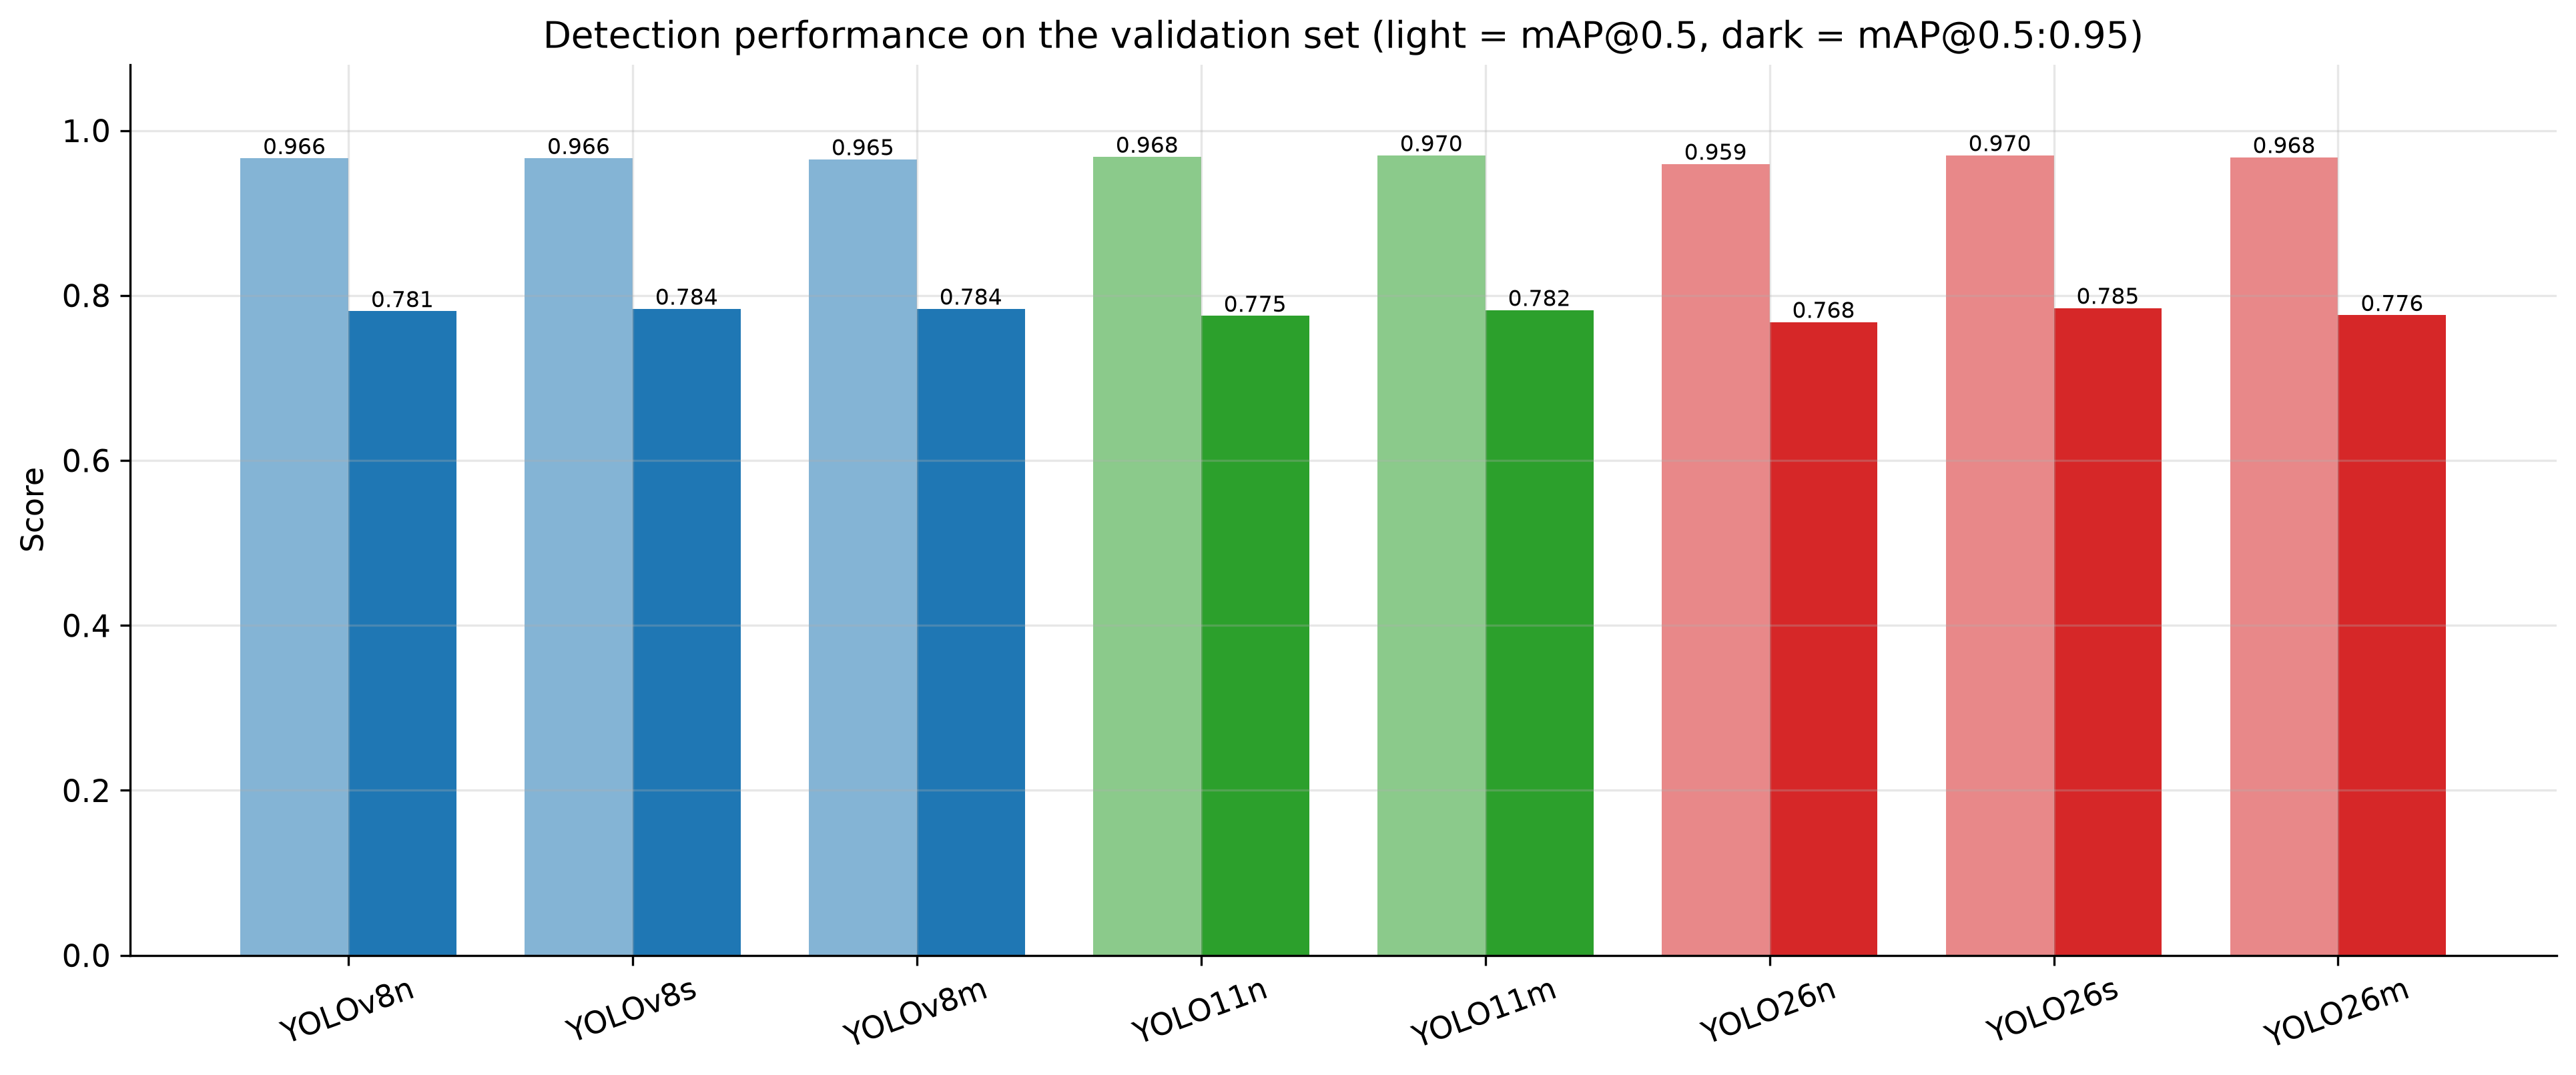 Detection performance on the validation set (light = mAP@0.5, dark = mAP@0.5:0.95)
Score
1.0
0.8
0.6
0.4
0.2
0.0
0.966
0.781
0.966
0.784
0.965
0.784
0.968
0.775
0.970
0.782
0.959
0.768
0.970
0.785
0.968
0.776
YOLOv8n
YOLOv8s
YOLOv8m
YOLO11n
YOLO11m
YOLO26n
YOLO26s
YOLO26m